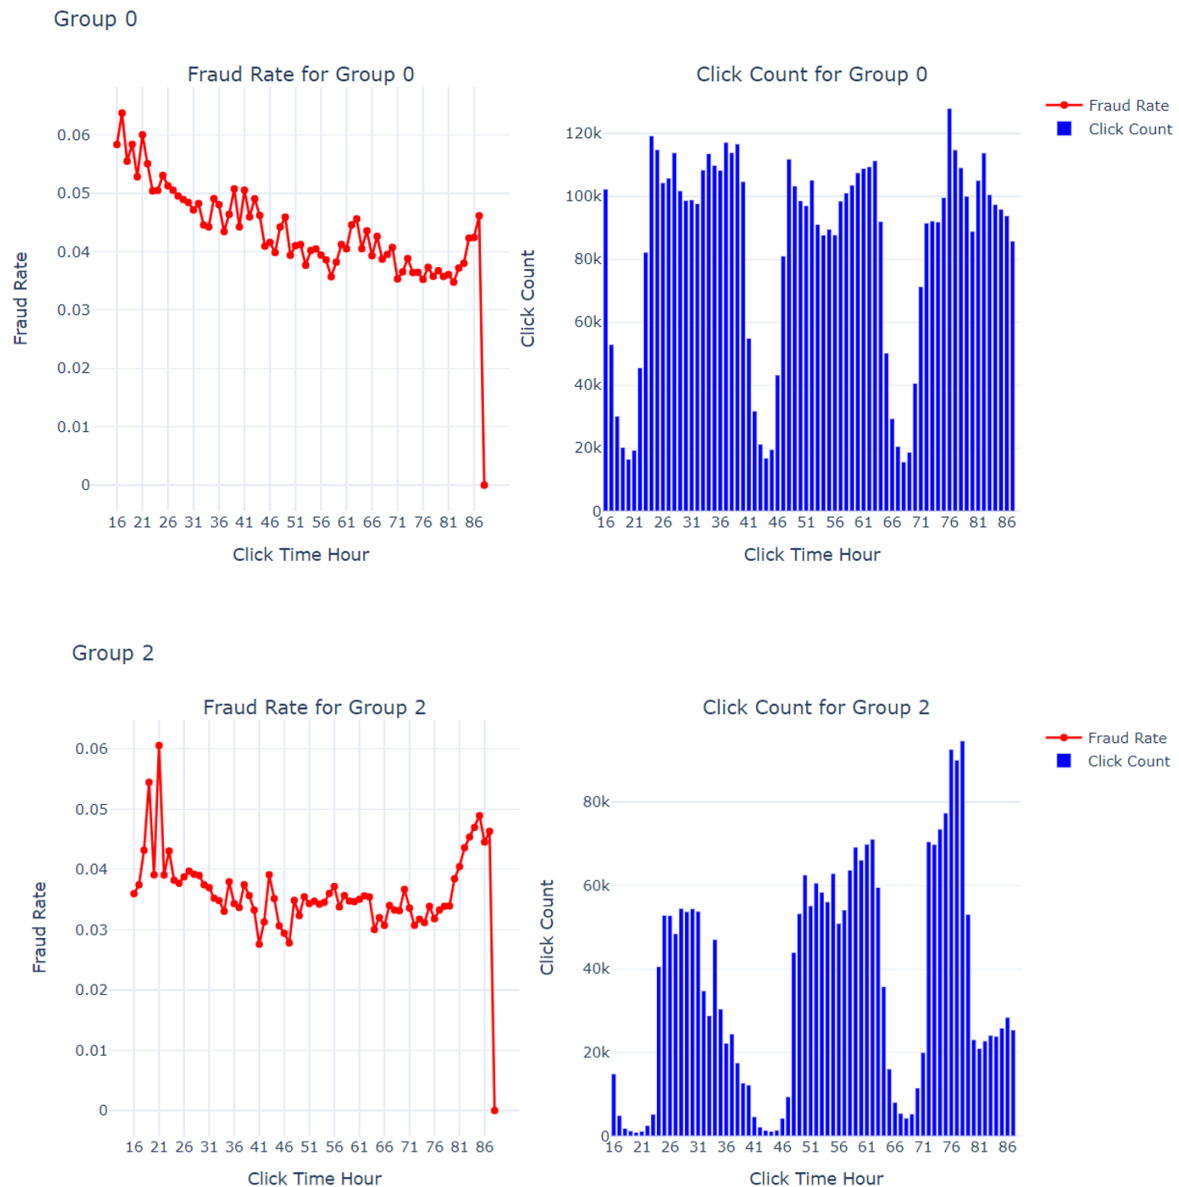 Group 0
Fraud Rate for Group 0
Click Count for Group 0
Fraud Rate
Click Count
0.06
0.05
0.04
0.03
0.02
0.01
0
Fraud Rate
16 21 26 31 36 41 46 51 56 61 66 71 76 81 86
Click Time Hour
120k
100k
80k
60k
40k
20k
0
Click Count
16 21 26 31 36 41 46 51 56 61 66 71 76 81 86
Click Time Hour
Group 2
Fraud Rate for Group 2
Click Count for Group 2
Fraud Rate
Click Count
0.06
0.05
0.04
0.03
0.02
0.01
0
Fraud Rate
16 21 26 31 36 41 46 51 56 61 66 71 76 81 86
Click Time Hour
80k
60k
40k
20k
0
Click Count
16 21 26 31 36 41 46 51 56 61 66 71 76 81 86
Click Time Hour